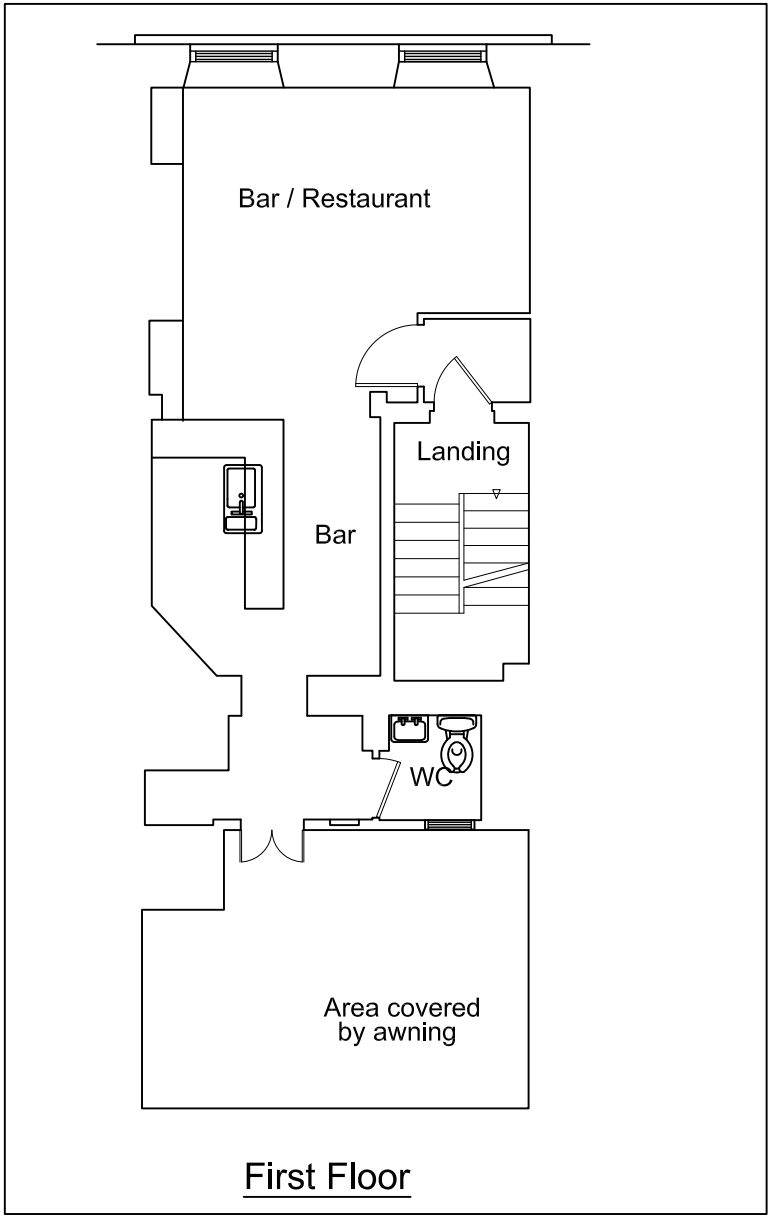 Bar / Restaurant
Landing
Bar
WC
Area covered
by awning
First Floor